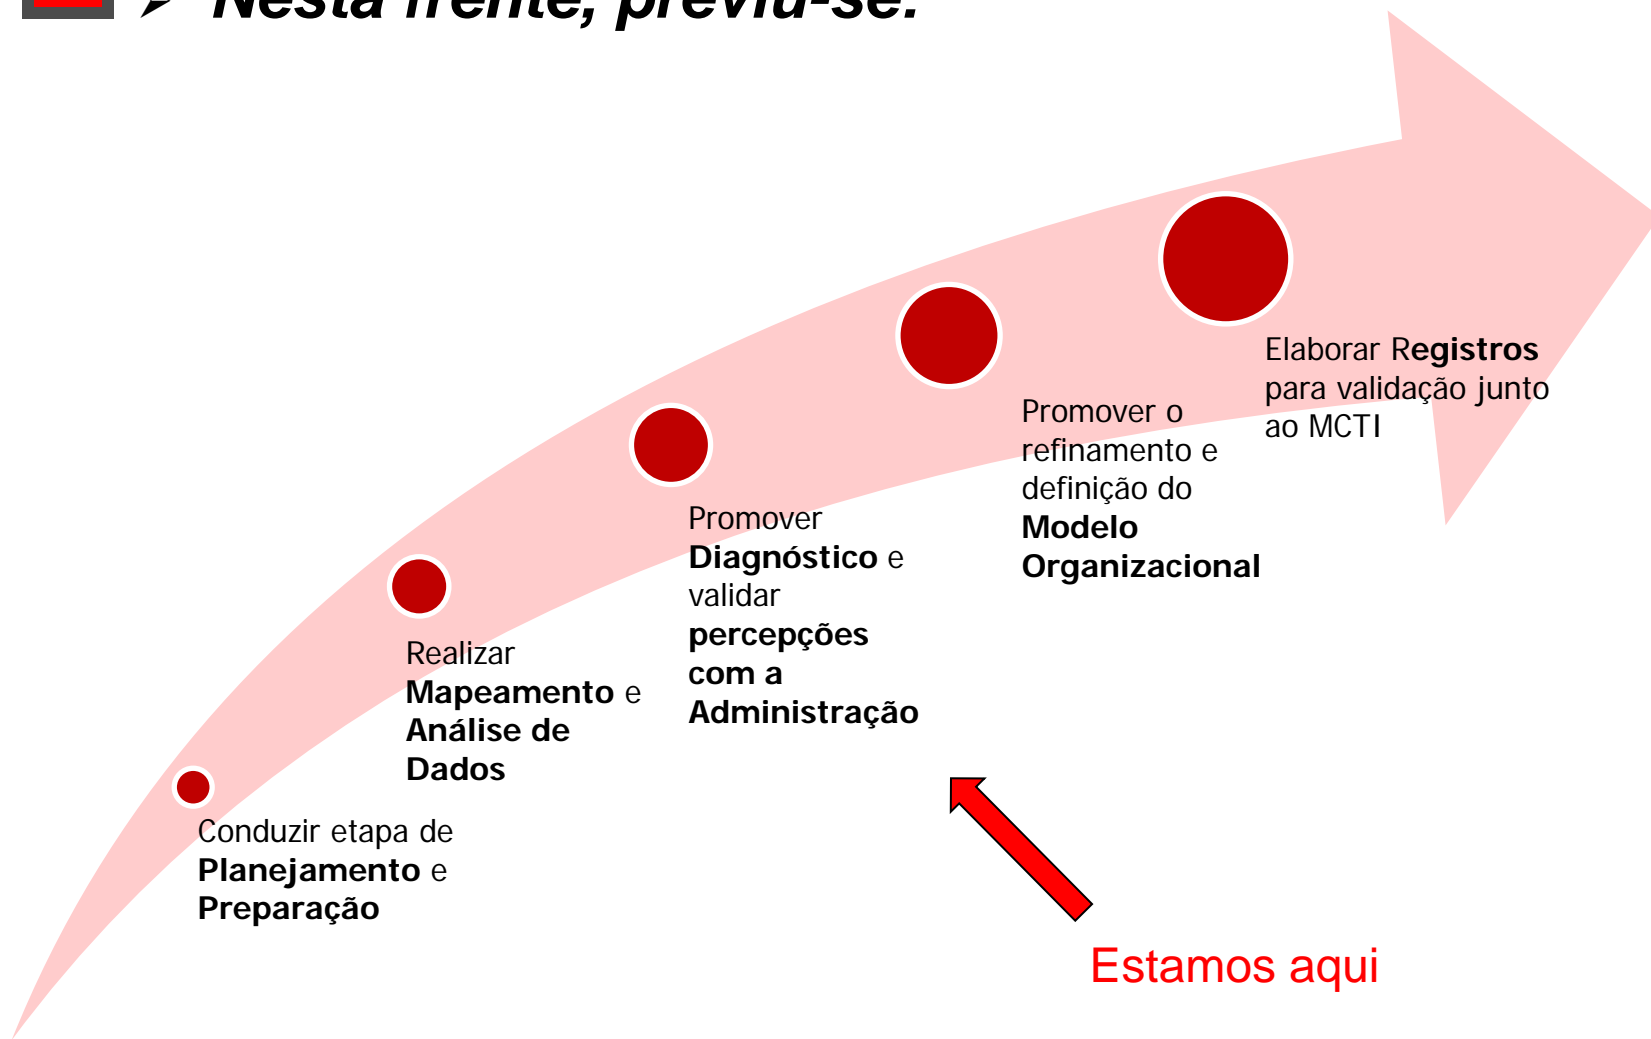 ➢ Nesta frente, previu-se:
Elaborar Registros
para validação junto
ao MCTI
Promover o
refinamento e
definição do
Modelo
Organizacional
Promover
Diagnóstico e
validar
percepções
com a
Administração
Realizar
Mapeamento e
Análise de
Dados
Conduzir etapa de
Planejamento e
Preparação
Estamos aqui